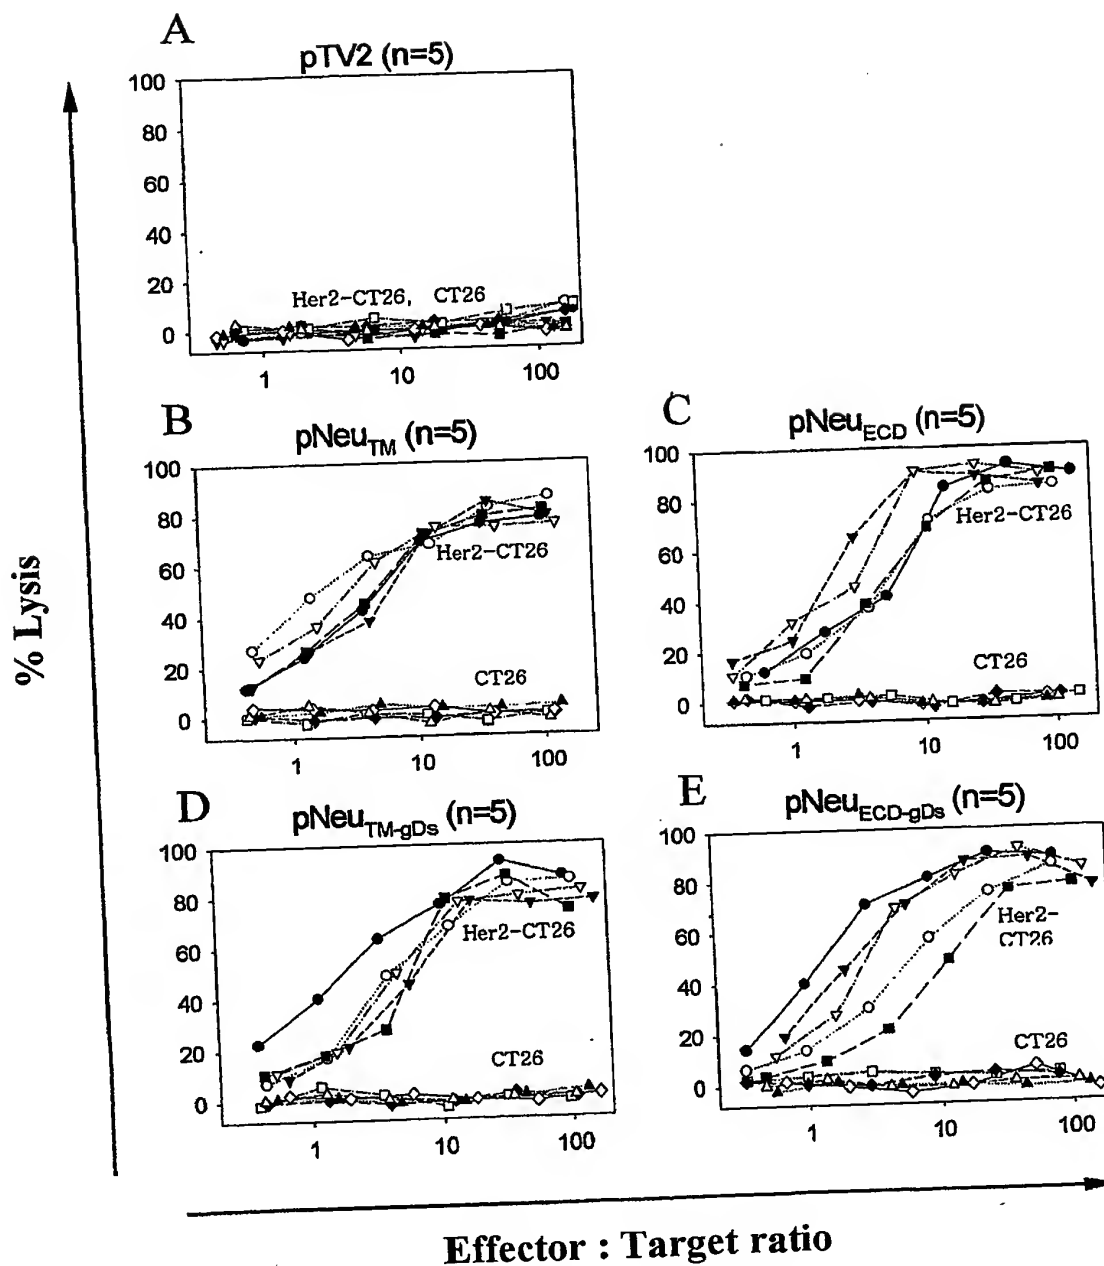 A
pTV2 (n=5)
100
80
60
40
20
0
Her2-CT26, CT26
1 10 100
B
pNeuTM (n=5)
100
80
60
40
20
0
Her2-CT26
CT26
1 10 100
C
pNeuECD (n=5)
100
80
60
40
20
0
Her2-CT26
CT26
1 10 100
D
pNeuTM-gDs (n=5)
100
80
60
40
20
0
Her2-CT26
CT26
1 10 100
E
pNeuECD-gDs (n=5)
100
80
60
40
20
0
Her2-
CT26
CT26
1 10 100
% Lysis
Effector : Target ratio